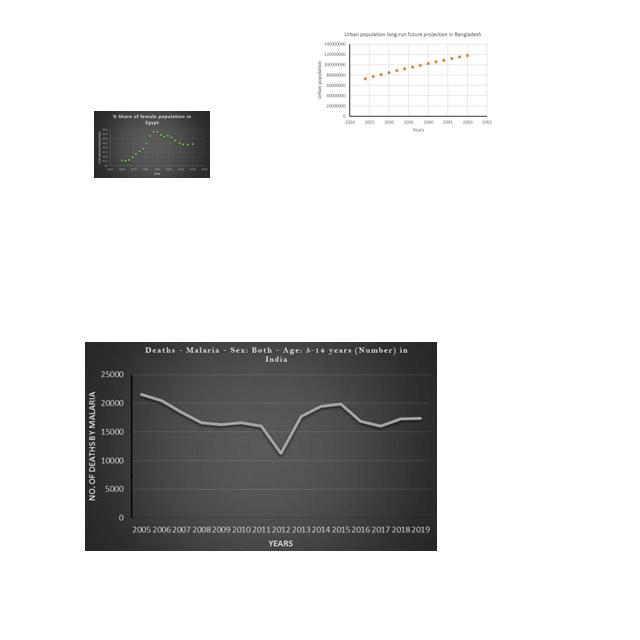 Urban population long-run future projection in Bangladesh
140000000
120000000
100000000
80000000
60000000
40000000
20000000
0
Urban population
2020 2025 2030 2035 2040 2045 2050 2055
Years
% Share of female population in
Egypt
Deaths - Malaria - Sex: Both - Age: 5-14 years (Number) in
India
25000
20000
15000
10000
5000
0
NO. OF DEATHS BY MALARIA
2005 2006 2007 2008 2009 2010 2011 2012 2013 2014 2015 2016 2017 2018 2019
YEARS